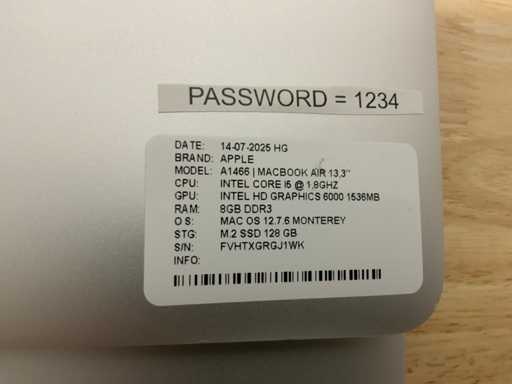 PASSWORD = 1234
DATE: 14-07-2025 HG
BRAND: APPLE
MODEL: A1466 | MACBOOK AIR 13,3"
CPU: INTEL CORE I5 @ 1,8GHZ
GPU: INTEL HD GRAPHICS 6000 1536MB
RAM: 8GB DDR3
OS: MAC OS 12.7.6 MONTEREY
STG: M.2 SSD 128 GB
S/N: FVHTXGRGJ1WK
INFO: